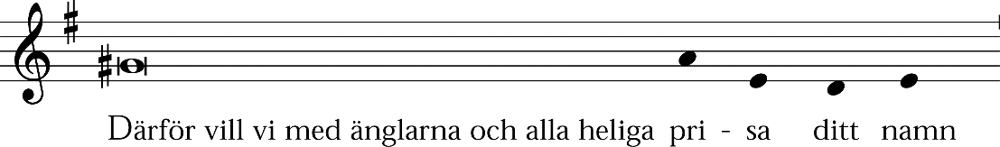 Därför vill vi med änglarna och alla heliga pri - sa ditt namn